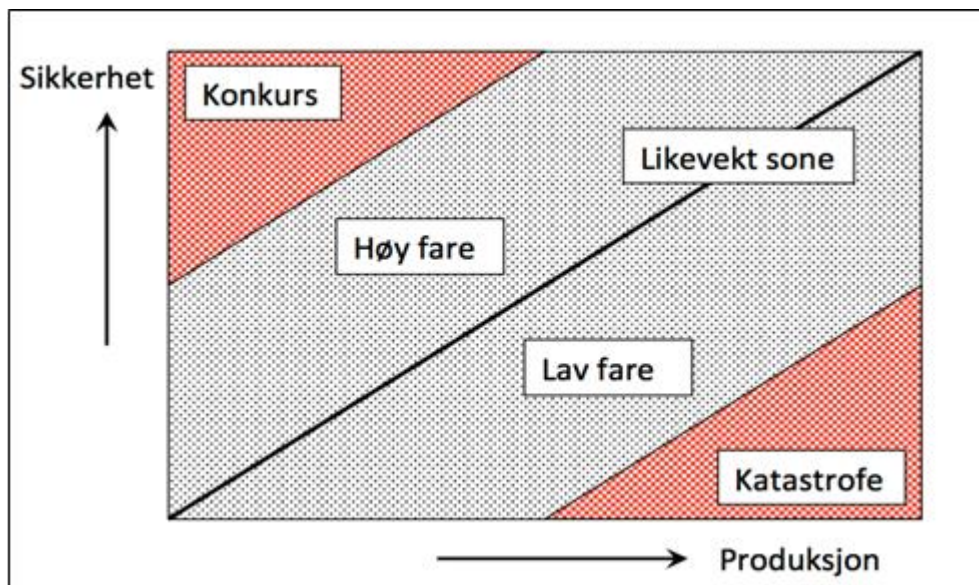 Sikkerhet
Konkurs
Likevekt sone
Høy fare
Lav fare
Katastrofe
Produksjon